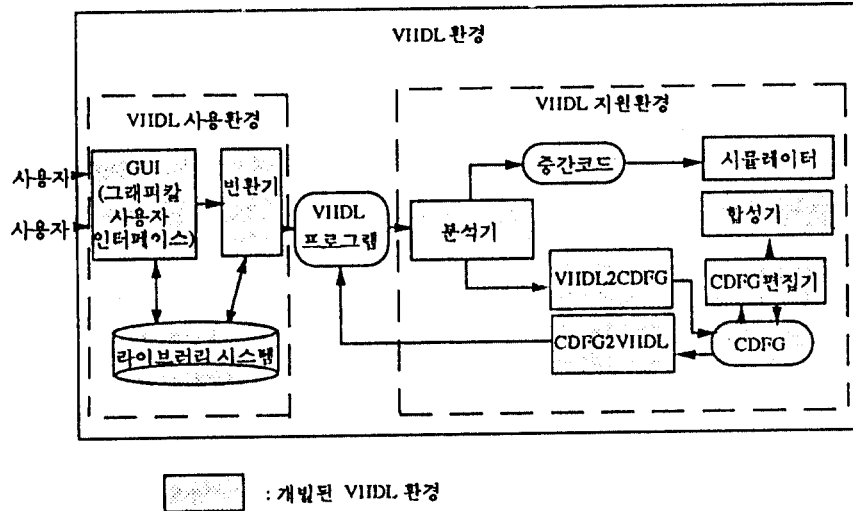 VHDL 환경
VHDL 사용환경
VHDL 지원환경
사용자
사용자
GUI
(그래피칼
사용자
인터페이스)
변환기
라이브러리 시스템
VHDL
프로그램
분석기
중간코드
시뮬레이터
합성기
VHDL2CDFG
CDFG편집기
CDFG2VHDL
CDFG
: 개발된 VHDL 환경